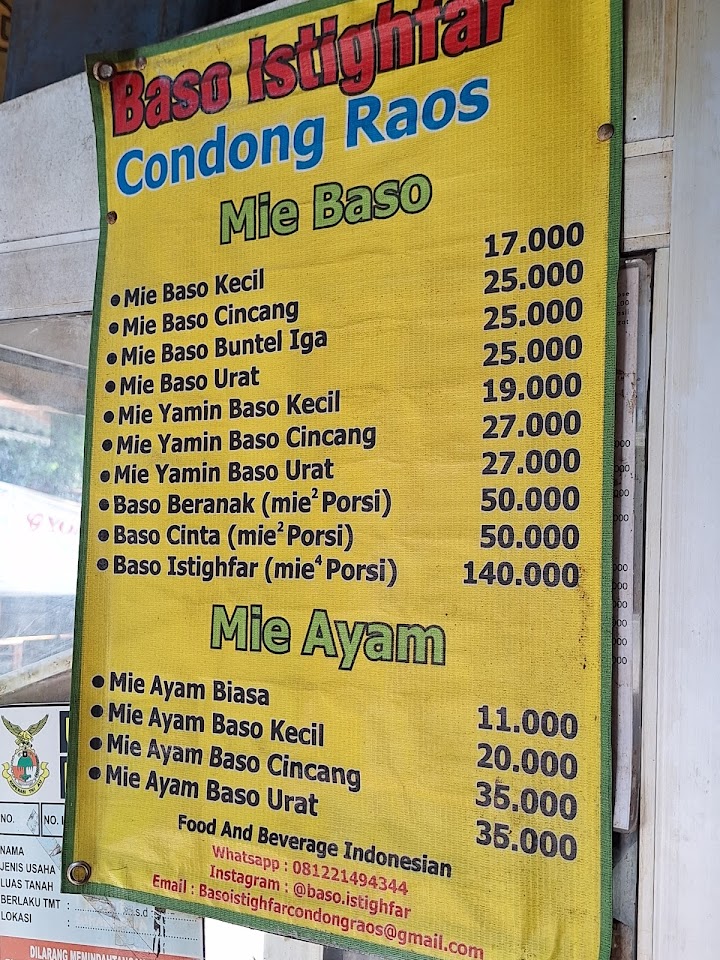 Baso Istighfar
Condong Raos
Mie Baso
• Mie Baso Kecil 17.000
• Mie Baso Cincang 25.000
• Mie Baso Buntel Iga 25.000
• Mie Baso Urat 25.000
• Mie Yamin Baso Kecil 19.000
• Mie Yamin Baso Cincang 27.000
• Mie Yamin Baso Urat 27.000
• Baso Beranak (mie² Porsi) 50.000
• Baso Cinta (mie² Porsi) 50.000
• Baso Istighfar (mie⁴ Porsi) 140.000
Mie Ayam
• Mie Ayam Biasa 11.000
• Mie Ayam Baso Kecil 20.000
• Mie Ayam Baso Cincang 35.000
• Mie Ayam Baso Urat 35.000
Food And Beverage Indonesian
Whatsapp : 081221494344
Instagram : @baso.istighfar
Email : Basoistighfarcondongraos@gmail.com
NO.
NO.
NAMA
JENIS USAHA
LUAS TANAH
BERLAKU TMT : s.d :
LOKASI :
DILARANG